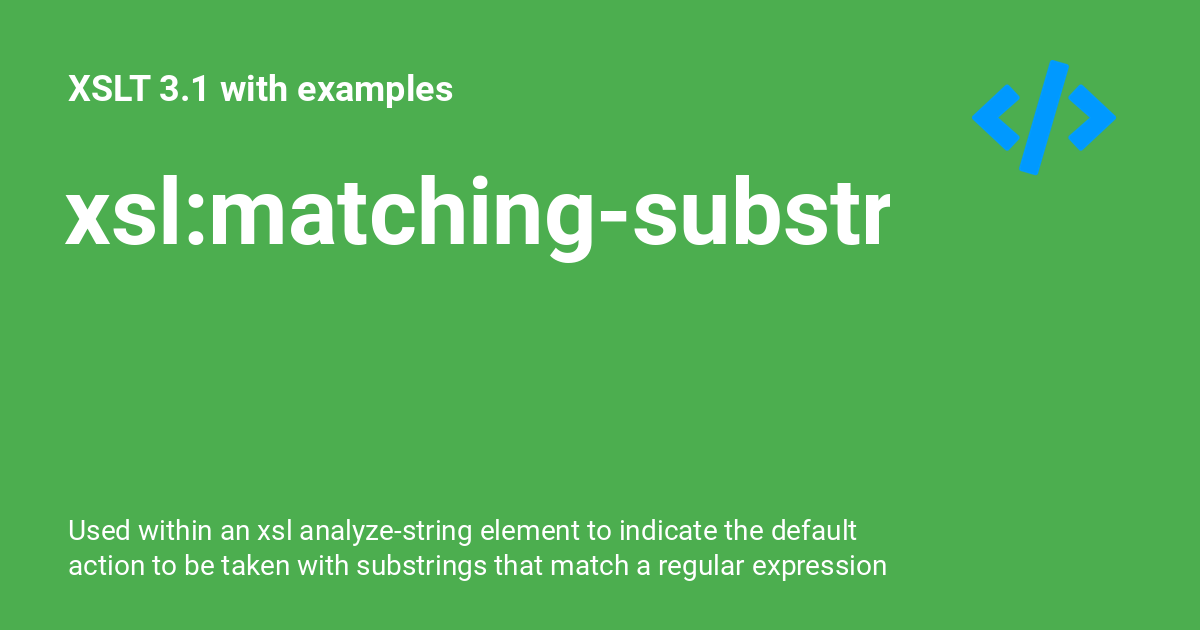 XSLT 3.1 with examples
xsl:matching-substr
Used within an xsl analyze-string element to indicate the default
action to be taken with substrings that match a regular expression